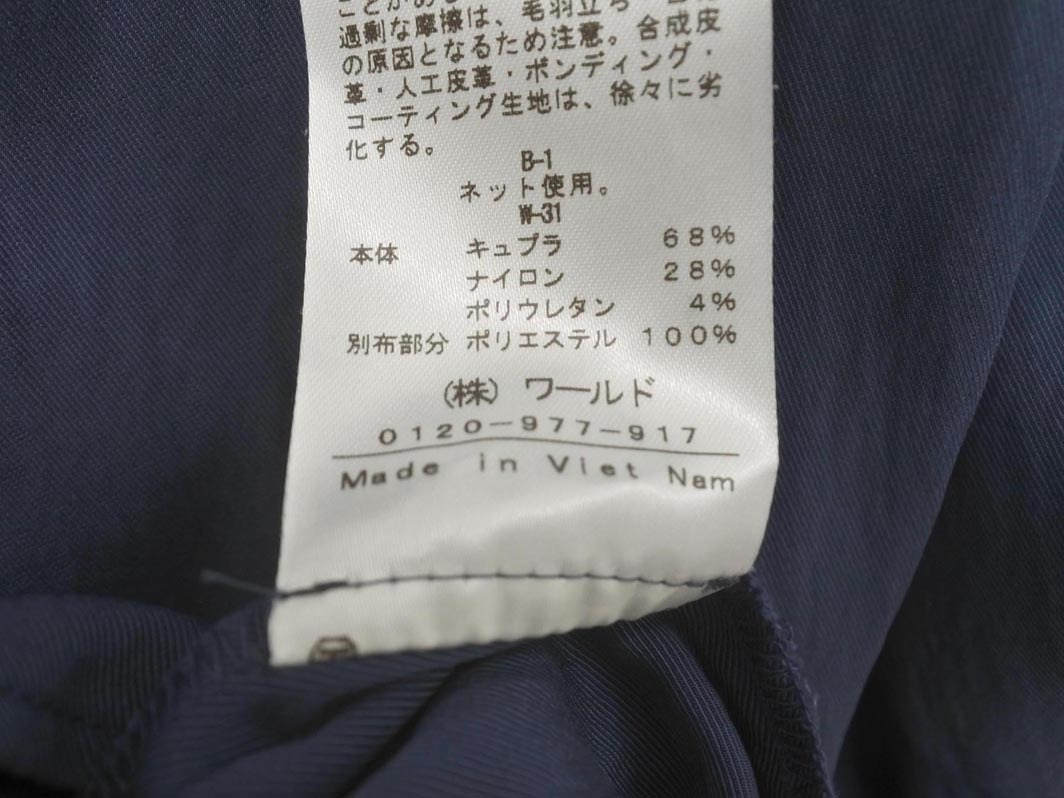 過剰な摩擦は、毛羽立ち
の原因となるため注意。合成皮
革・人工皮革・ボンディング・
コーティング生地は、徐々に劣
化する。
B-1
ネット使用。
W-31
本体 キュプラ 68%
ナイロン 28%
ポリウレタン 4%
別布部分 ポリエステル 100%
(株) ワールド
0120-977-917
Made in Viet Nam